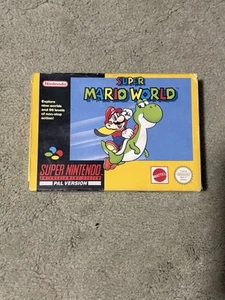 Nintendo
SUPER
MARIO WORLD
Explore
nine worlds
and 96 levels
of non-stop
action!
SUPER NINTENDO
ENTERTAINMENT SYSTEM
PAL VERSION
MATTEL